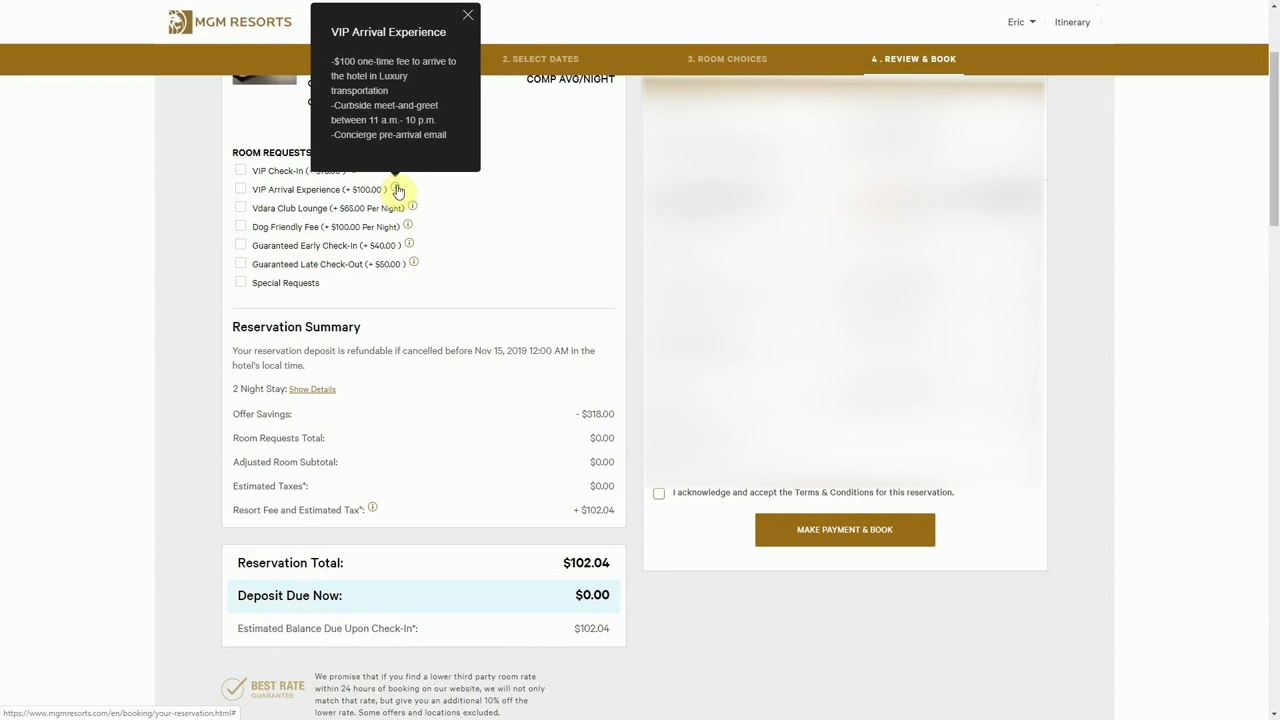 MGM RESORTS
Eric
Itinerary
2. SELECT DATES
3. ROOM CHOICES
4 . REVIEW & BOOK
VIP Arrival Experience
-$100 one-time fee to arrive to
the hotel in Luxury
transportation
-Curbside meet-and-greet
between 11 a.m.- 10 p.m.
-Concierge pre-arrival email
COMP AVG/NIGHT
ROOM REQUESTS
VIP Check-In (+
VIP Arrival Experience (+ $100.00 )
Vdara Club Lounge (+ $65.00 Per Night)
Dog Friendly Fee (+ $100.00 Per Night)
Guaranteed Early Check-In (+ $40.00 )
Guaranteed Late Check-Out (+ $50.00 )
Special Requests
Reservation Summary
Your reservation deposit is refundable if cancelled before Nov 15, 2019 12:00 AM in the
hotel's local time.
2 Night Stay: Show Details
Offer Savings: - $318.00
Room Requests Total: $0.00
Adjusted Room Subtotal: $0.00
Estimated Taxes*: $0.00
Resort Fee and Estimated Tax*: + $102.04
Reservation Total: $102.04
Deposit Due Now: $0.00
Estimated Balance Due Upon Check-In*: $102.04
BEST RATE
GUARANTEE
We promise that if you find a lower third party room rate
within 24 hours of booking on our website, we will not only
match that rate, but give you an additional 10% off the
lower rate. Some offers and locations excluded.
I acknowledge and accept the Terms & Conditions for this reservation.
MAKE PAYMENT & BOOK
https://www.mgmresorts.com/en/booking/your-reservation.html#